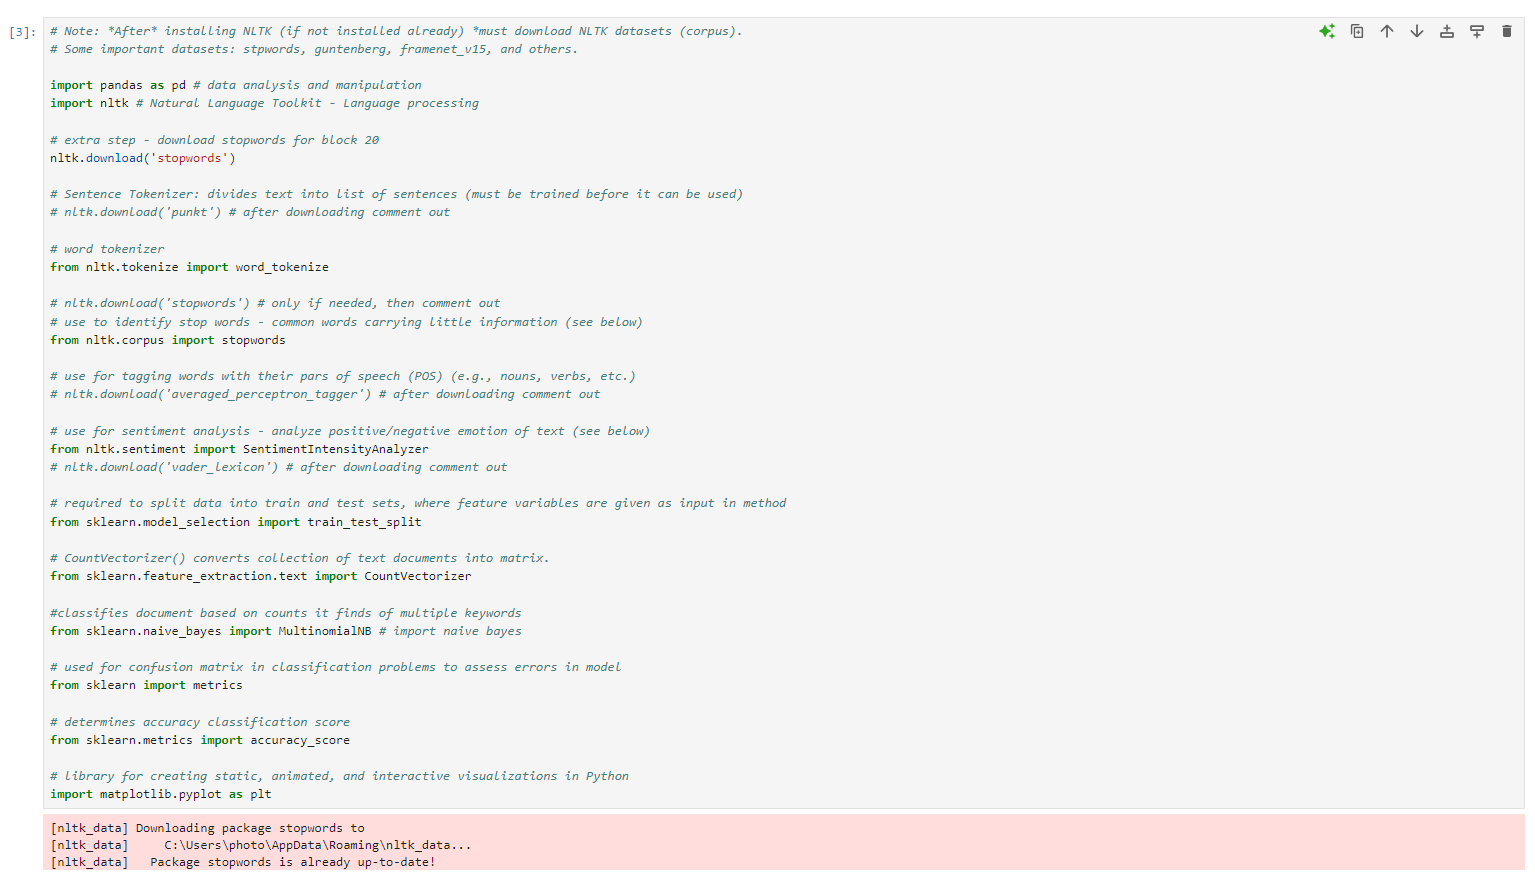 [3]:
# Note: *After* installing NLTK (if not installed already) *must download NLTK datasets (corpus).
# Some important datasets: stpwords, guntenberg, framenet_v15, and others.
import pandas as pd # data analysis and manipulation
import nltk # Natural Language Toolkit - Language processing
# extra step - download stopwords for block 20
nltk.download('stopwords')
# Sentence Tokenizer: divides text into list of sentences (must be trained before it can be used)
# nltk.download('punkt') # after downloading comment out
# word tokenizer
from nltk.tokenize import word_tokenize
# nltk.download('stopwords') # only if needed, then comment out
# use to identify stop words - common words carrying little information (see below)
from nltk.corpus import stopwords
# use for tagging words with their pars of speech (POS) (e.g., nouns, verbs, etc.)
# nltk.download('averaged_perceptron_tagger') # after downloading comment out
# use for sentiment analysis - analyze positive/negative emotion of text (see below)
from nltk.sentiment import SentimentIntensityAnalyzer
# nltk.download('vader_lexicon') # after downloading comment out
# required to split data into train and test sets, where feature variables are given as input in method
from sklearn.model_selection import train_test_split
# CountVectorizer() converts collection of text documents into matrix.
from sklearn.feature_extraction.text import CountVectorizer
#classifies document based on counts it finds of multiple keywords
from sklearn.naive_bayes import MultinomialNB # import naive bayes
# used for confusion matrix in classification problems to assess errors in model
from sklearn import metrics
# determines accuracy classification score
from sklearn.metrics import accuracy_score
# library for creating static, animated, and interactive visualizations in Python
import matplotlib.pyplot as plt
[nltk_data] Downloading package stopwords to
[nltk_data]     C:\Users\photo\AppData\Roaming\nltk_data...
[nltk_data]   Package stopwords is already up-to-date!